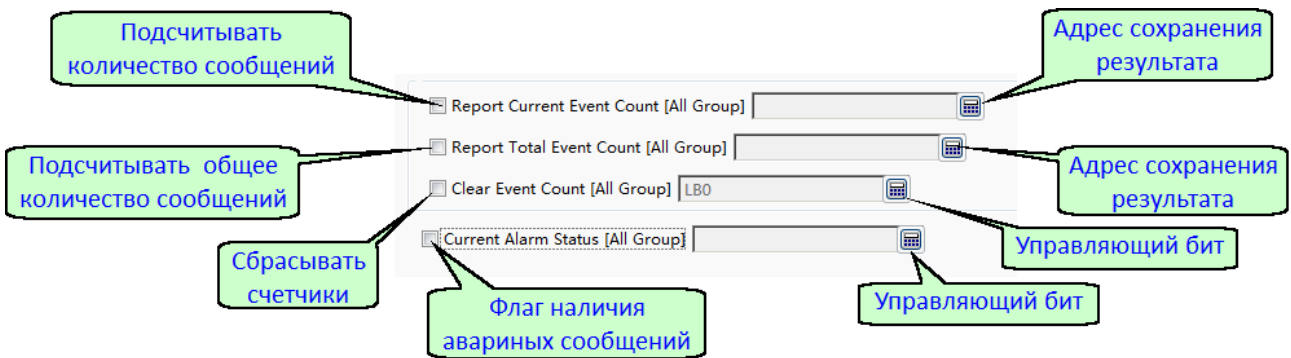 Подсчитывать
количество сообщений
Адрес сохранения
результата
Report Current Event Count [All Group]
Report Total Event Count [All Group]
Подсчитывать общее
количество сообщений
Адрес сохранения
результата
Clear Event Count [All Group] LB0
Current Alarm Status [All Group]
Управляющий бит
Сбрасывать
счетчики
Флаг наличия
авариных сообщений
Управляющий бит